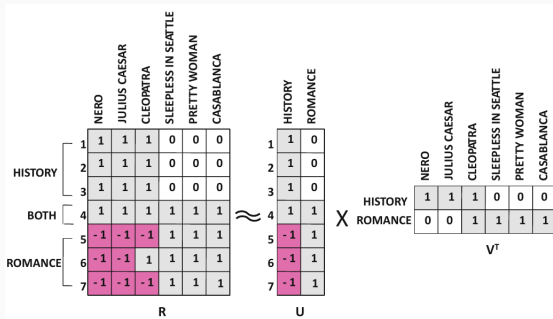 NERO
JULIUS CAESAR
CLEOPATRA
SLEEPLESS IN SEATTLE
PRETTY WOMAN
CASABLANCA
HISTORY
BOTH
ROMANCE
1 1 1 1 0 0 0
2 1 1 1 0 0 0
3 1 1 1 0 0 0
4 1 1 1 1 1 1
5 -1 -1 -1 1 1 1
6 -1 -1 1 1 1 1
7 -1 -1 -1 1 1 1
R
≈
HISTORY
ROMANCE
1 1 0
2 1 0
3 1 0
4 1 1
5 -1 1
6 -1 1
7 -1 1
U
X
NERO
JULIUS CAESAR
CLEOPATRA
SLEEPLESS IN SEATTLE
PRETTY WOMAN
CASABLANCA
HISTORY 1 1 1 0 0 0
ROMANCE 0 0 1 1 1 1
Vᵀ